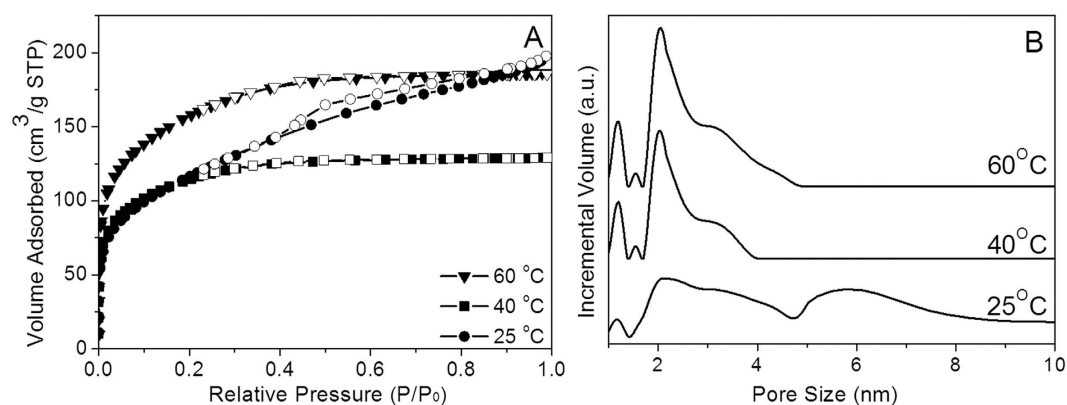 A
Volume Adsorbed (cm³/g STP)
200
150
100
50
0
0.0 0.2 0.4 0.6 0.8 1.0
Relative Pressure (P/P₀)
60 °C
40 °C
25 °C
B
Incremental Volume (a.u.)
60°C
40°C
25°C
2 4 6 8 10
Pore Size (nm)